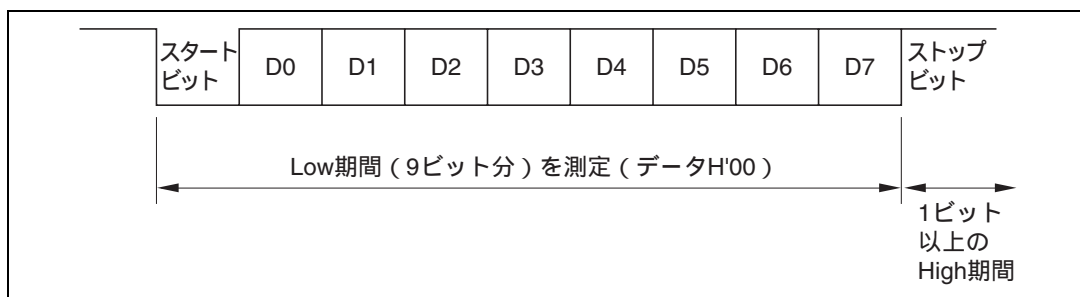 スタート
ビット
D0 D1 D2 D3 D4 D5 D6 D7
ストップ
ビット
Low期間（9ビット分）を測定（データH'00）
1ビット
以上の
High期間